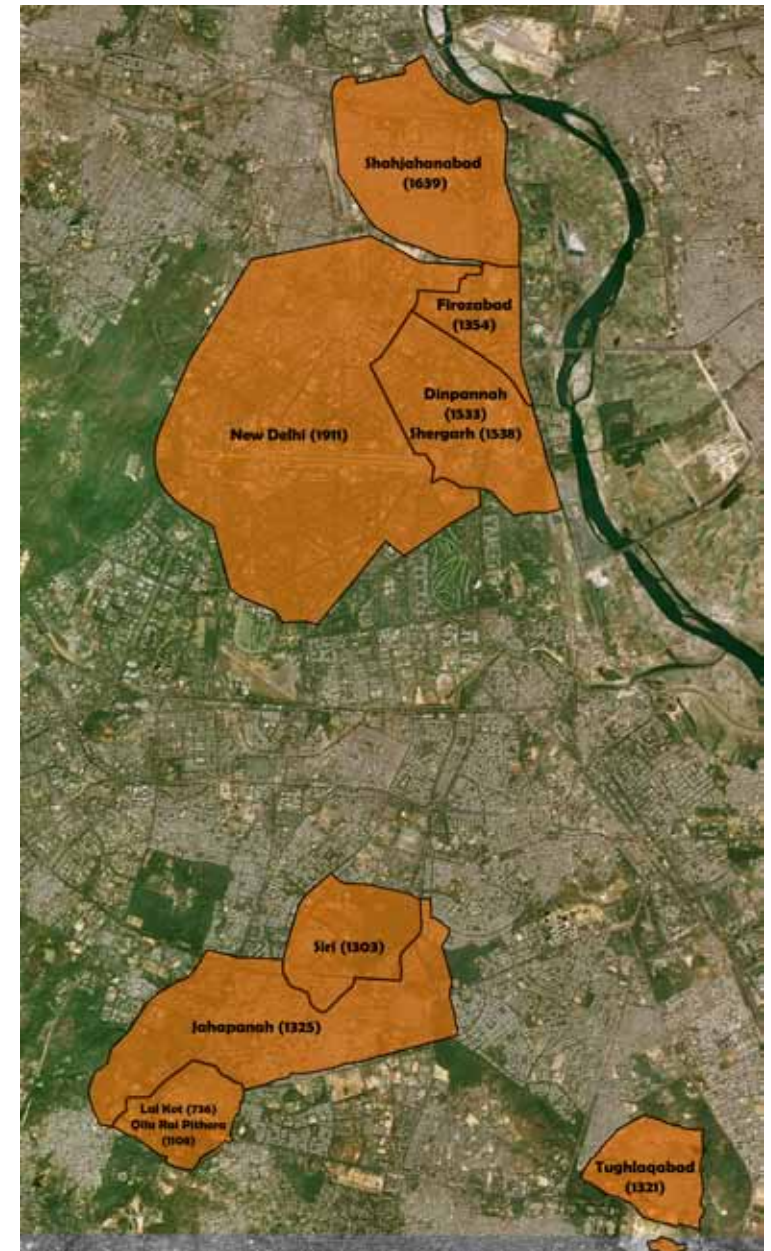 Shahjahanabad
(1639)
Firozabad
(1354)
Dinpannah
(1533)
Shergarh (1538)
New Delhi (1911)
Siri (1303)
Jahapanah (1325)
Lal Kot (736)
Qilu Rai Pithora
(1106)
Tughlaqabad
(1321)